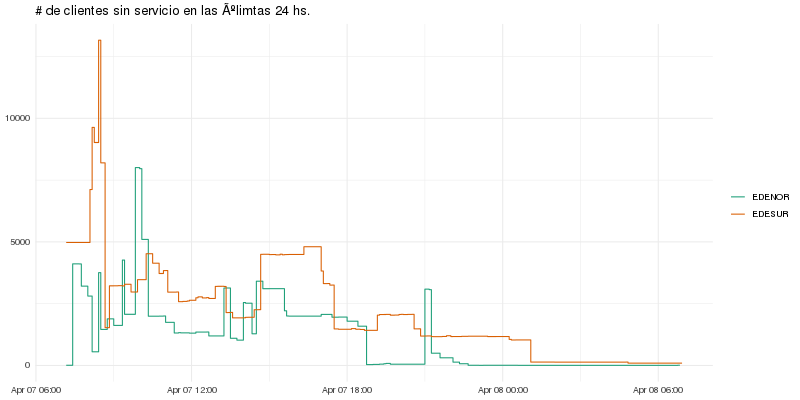 # de clientes sin servicio en las Ãºlimtas 24 hs.
10000
5000
0
Apr 07 06:00 Apr 07 12:00 Apr 07 18:00 Apr 08 00:00 Apr 08 06:00
EDENOR
EDESUR